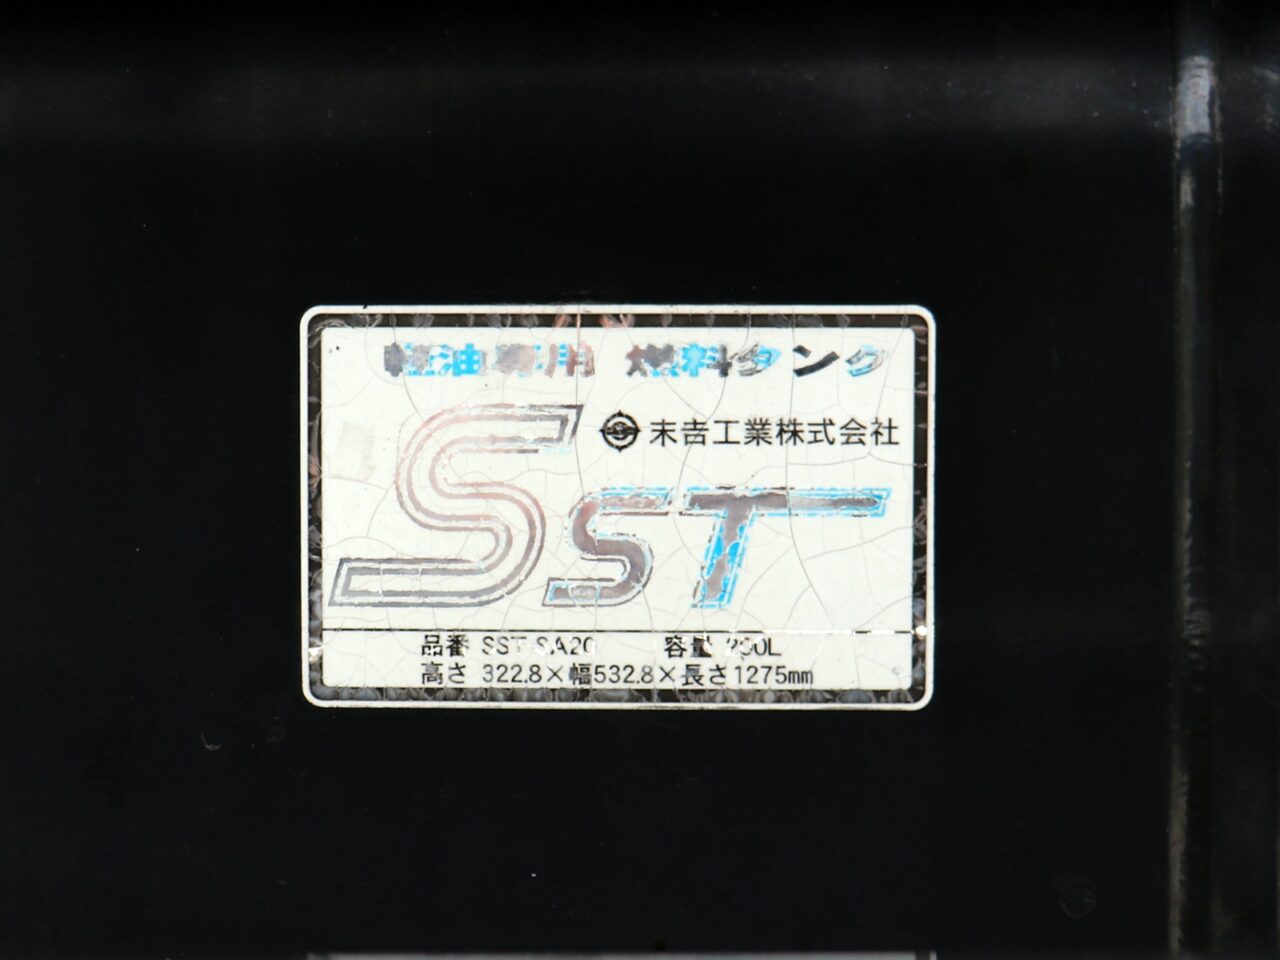 軽油専用 燃料タンク
末吉工業株式会社
SST
品番 SST-SA20 容量 200L
高さ 322.8×幅532.8×長さ1275mm